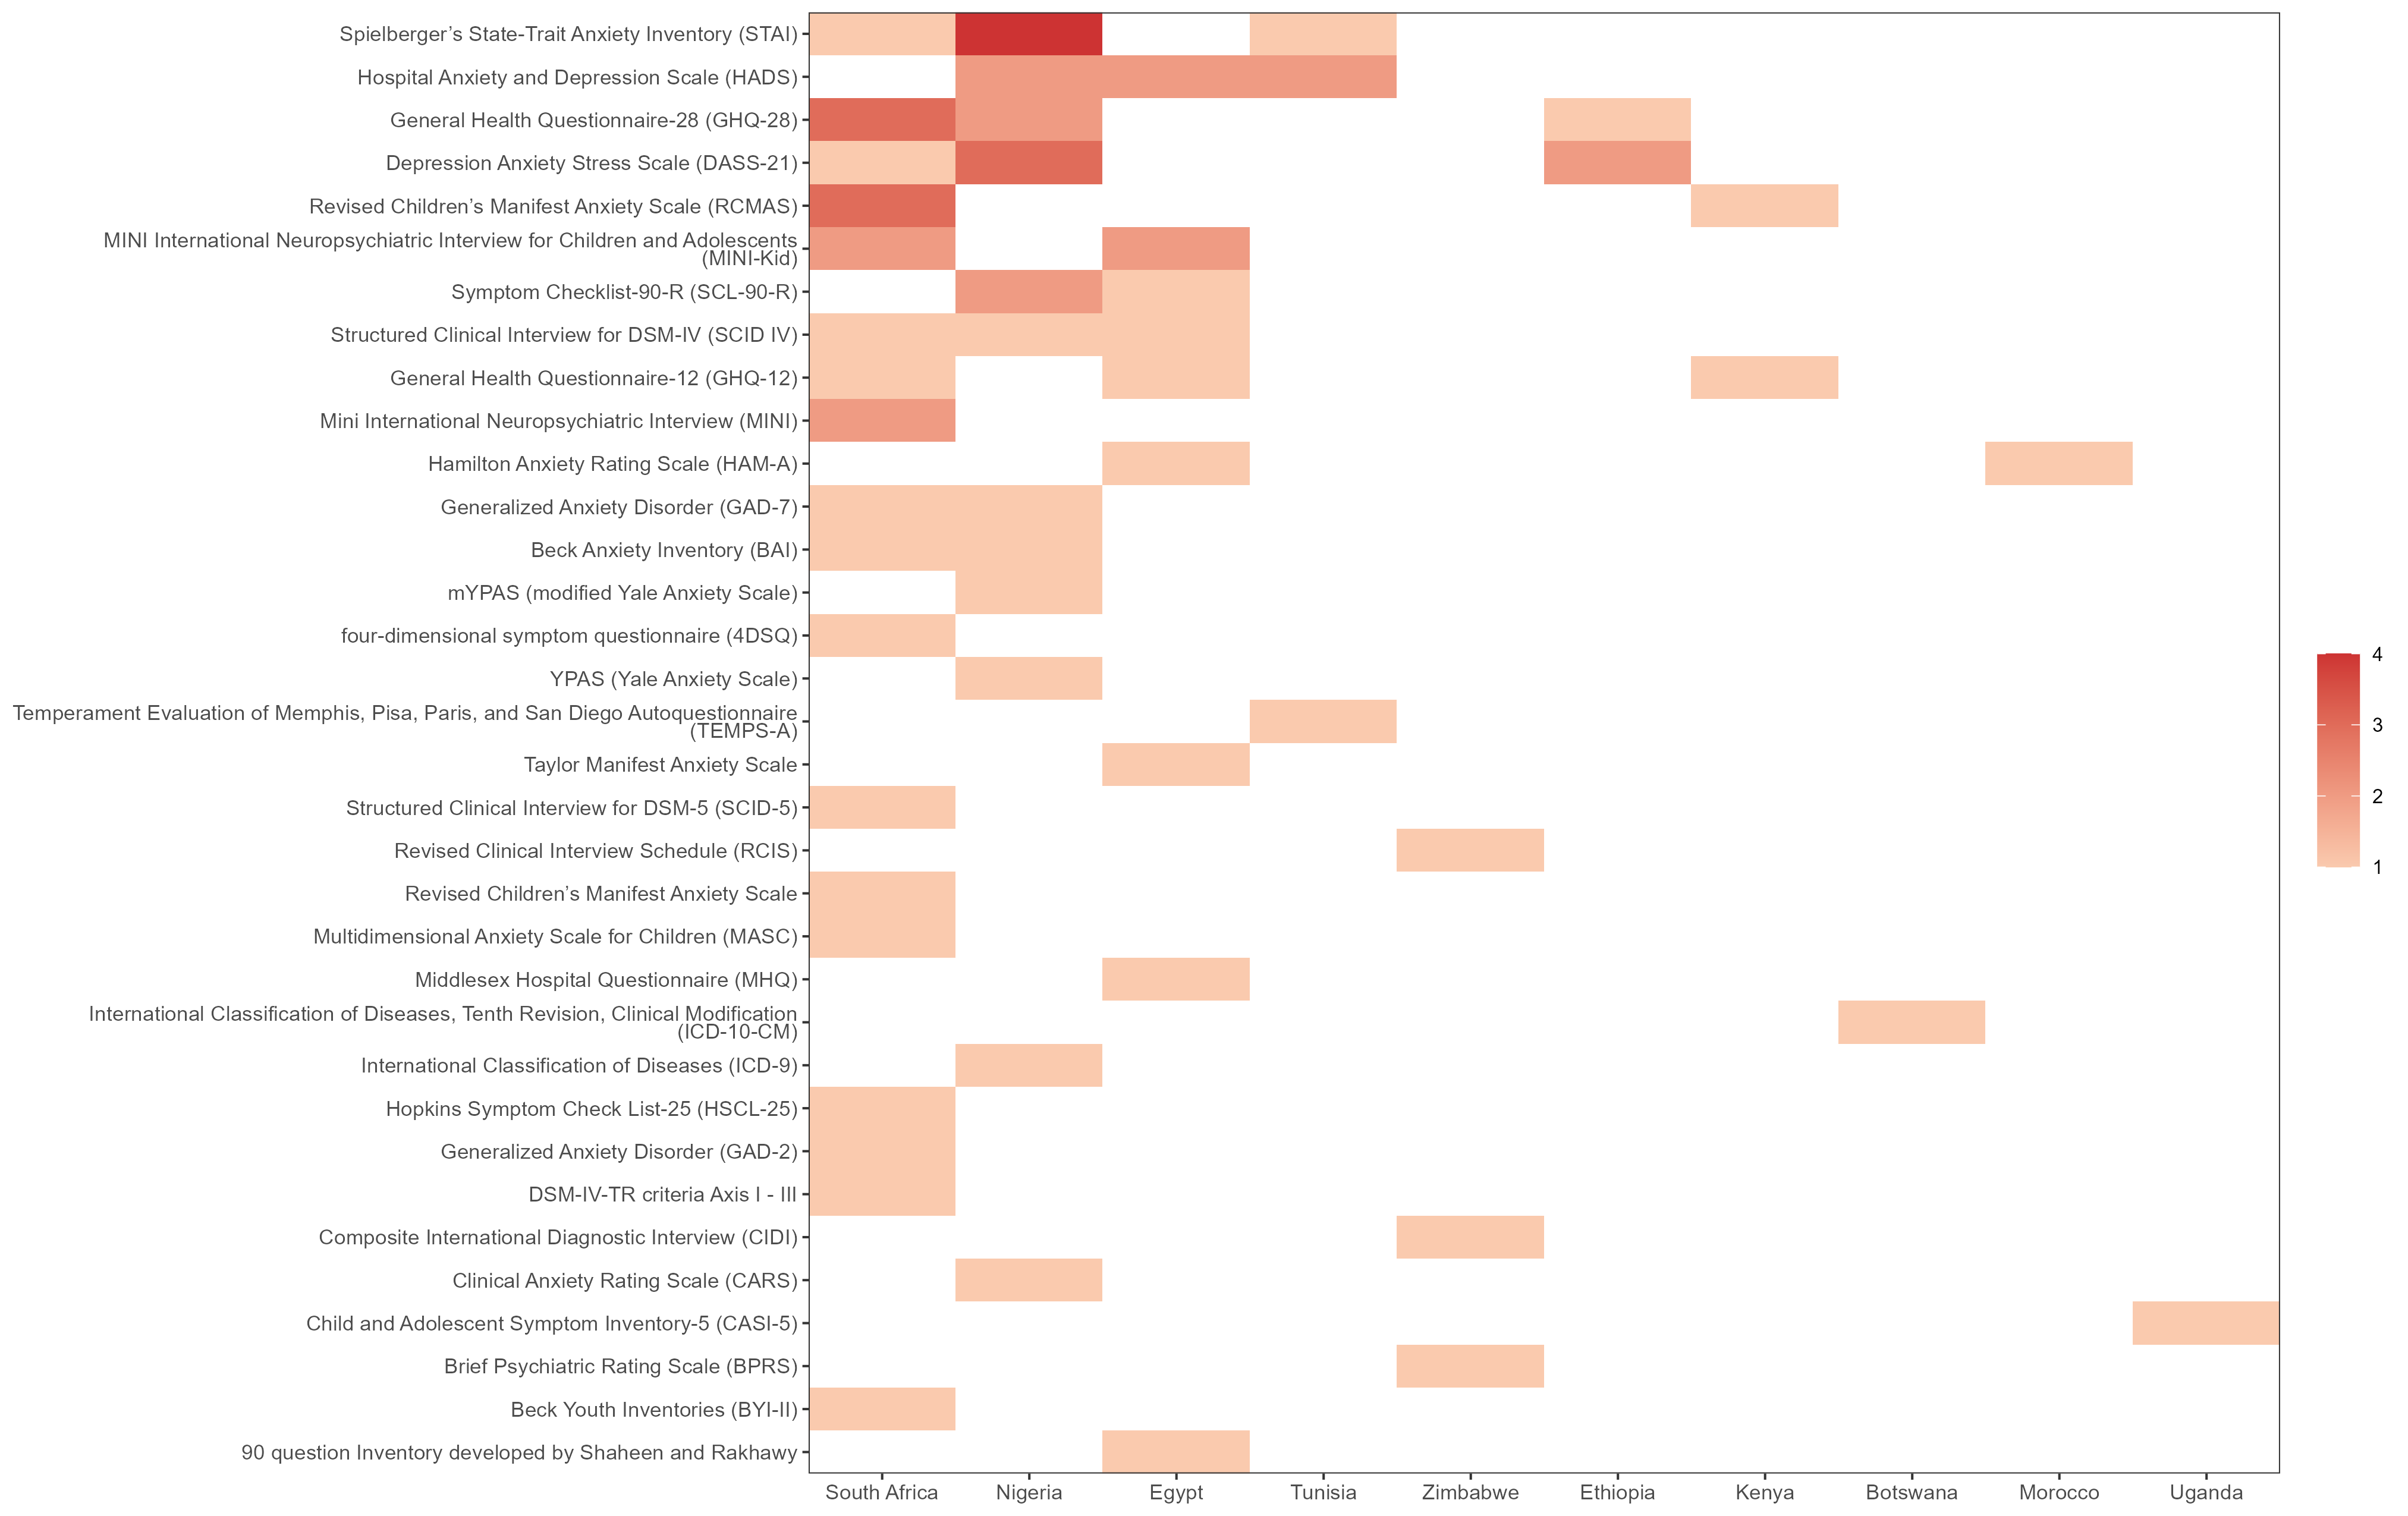 Spielberger’s State-Trait Anxiety Inventory (STAI)
Hospital Anxiety and Depression Scale (HADS)
General Health Questionnaire-28 (GHQ-28)
Depression Anxiety Stress Scale (DASS-21)
Revised Children’s Manifest Anxiety Scale (RCMAS)
MINI International Neuropsychiatric Interview for Children and Adolescents
(MINI-Kid)
Symptom Checklist-90-R (SCL-90-R)
Structured Clinical Interview for DSM-IV (SCID IV)
General Health Questionnaire-12 (GHQ-12)
Mini International Neuropsychiatric Interview (MINI)
Hamilton Anxiety Rating Scale (HAM-A)
Generalized Anxiety Disorder (GAD-7)
Beck Anxiety Inventory (BAI)
mYPAS (modified Yale Anxiety Scale)
four-dimensional symptom questionnaire (4DSQ)
YPAS (Yale Anxiety Scale)
Temperament Evaluation of Memphis, Pisa, Paris, and San Diego Autoquestionnaire
(TEMPS-A)
Taylor Manifest Anxiety Scale
Structured Clinical Interview for DSM-5 (SCID-5)
Revised Clinical Interview Schedule (RCIS)
Revised Children’s Manifest Anxiety Scale
Multidimensional Anxiety Scale for Children (MASC)
Middlesex Hospital Questionnaire (MHQ)
International Classification of Diseases, Tenth Revision, Clinical Modification
(ICD-10-CM)
International Classification of Diseases (ICD-9)
Hopkins Symptom Check List-25 (HSCL-25)
Generalized Anxiety Disorder (GAD-2)
DSM-IV-TR criteria Axis I - III
Composite International Diagnostic Interview (CIDI)
Clinical Anxiety Rating Scale (CARS)
Child and Adolescent Symptom Inventory-5 (CASI-5)
Brief Psychiatric Rating Scale (BPRS)
Beck Youth Inventories (BYI-II)
90 question Inventory developed by Shaheen and Rakhawy
South Africa Nigeria Egypt Tunisia Zimbabwe Ethiopia Kenya Botswana Morocco Uganda
4
3
2
1